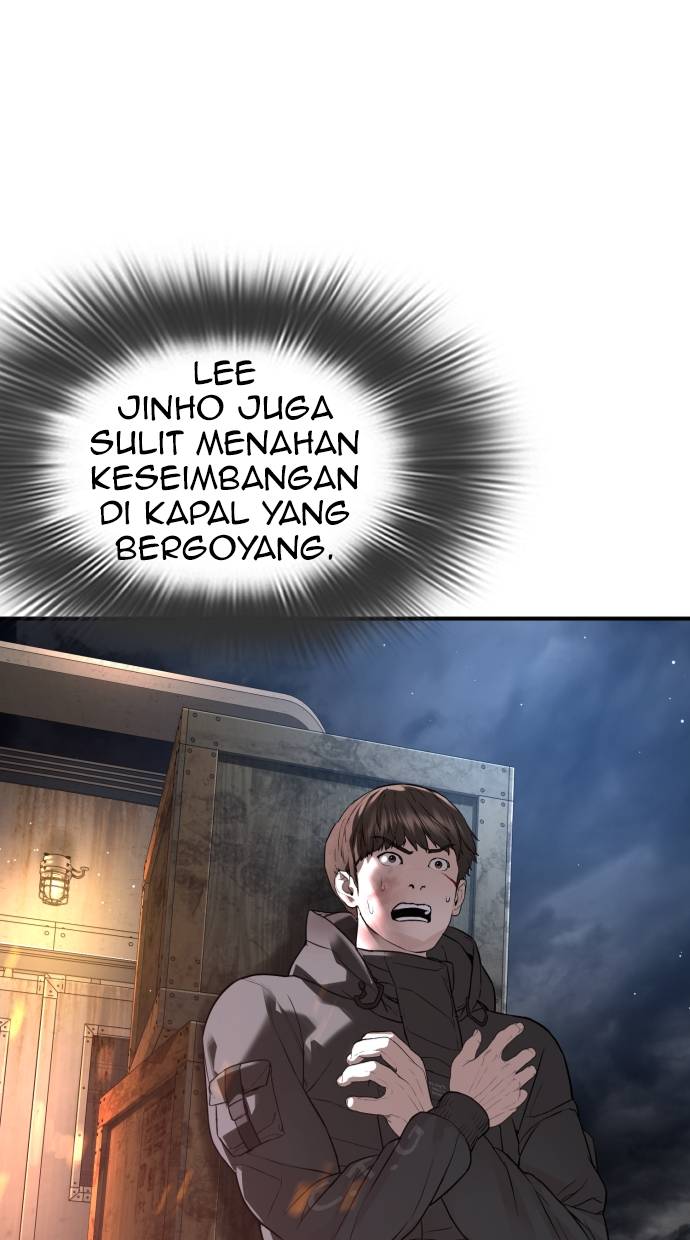 LEE
JINHO JUGA
SULIT MENAHAN
KESEIMBANGAN
DI KAPAL YANG
BERGOYANG.